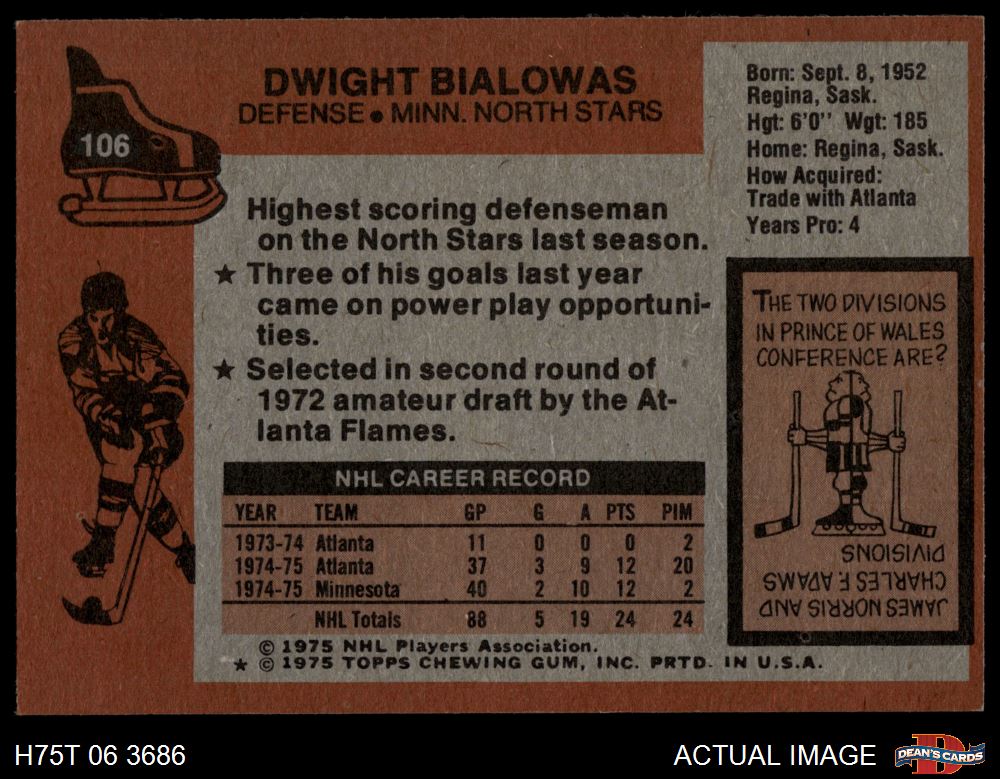 106
DWIGHT BIALOWAS
DEFENSE • MINN. NORTH STARS
Born: Sept. 8, 1952
Regina, Sask.
Hgt: 6'0" Wgt: 185
Home: Regina, Sask.
How Acquired:
Trade with Atlanta
Years Pro: 4
Highest scoring defenseman
on the North Stars last season.
★ Three of his goals last year
came on power play opportuni-
ties.
★ Selected in second round of
1972 amateur draft by the At-
lanta Flames.
THE TWO DIVISIONS
IN PRINCE OF WALES
CONFERENCE ARE?
JAMES NORRIS AND
CHARLES F. ADAMS
DIVISIONS
NHL CAREER RECORD
YEAR TEAM GP G A PTS PIM
1973-74 Atlanta 11 0 0 0 2
1974-75 Atlanta 37 3 9 12 20
1974-75 Minnesota 40 2 10 12 2
NHL Totals 88 5 19 24 24
© 1975 NHL Players Association.
★ © 1975 TOPPS CHEWING GUM, INC. PRTD. IN U.S.A.
H75T 06 3686
ACTUAL IMAGE
DEAN'S CARDS